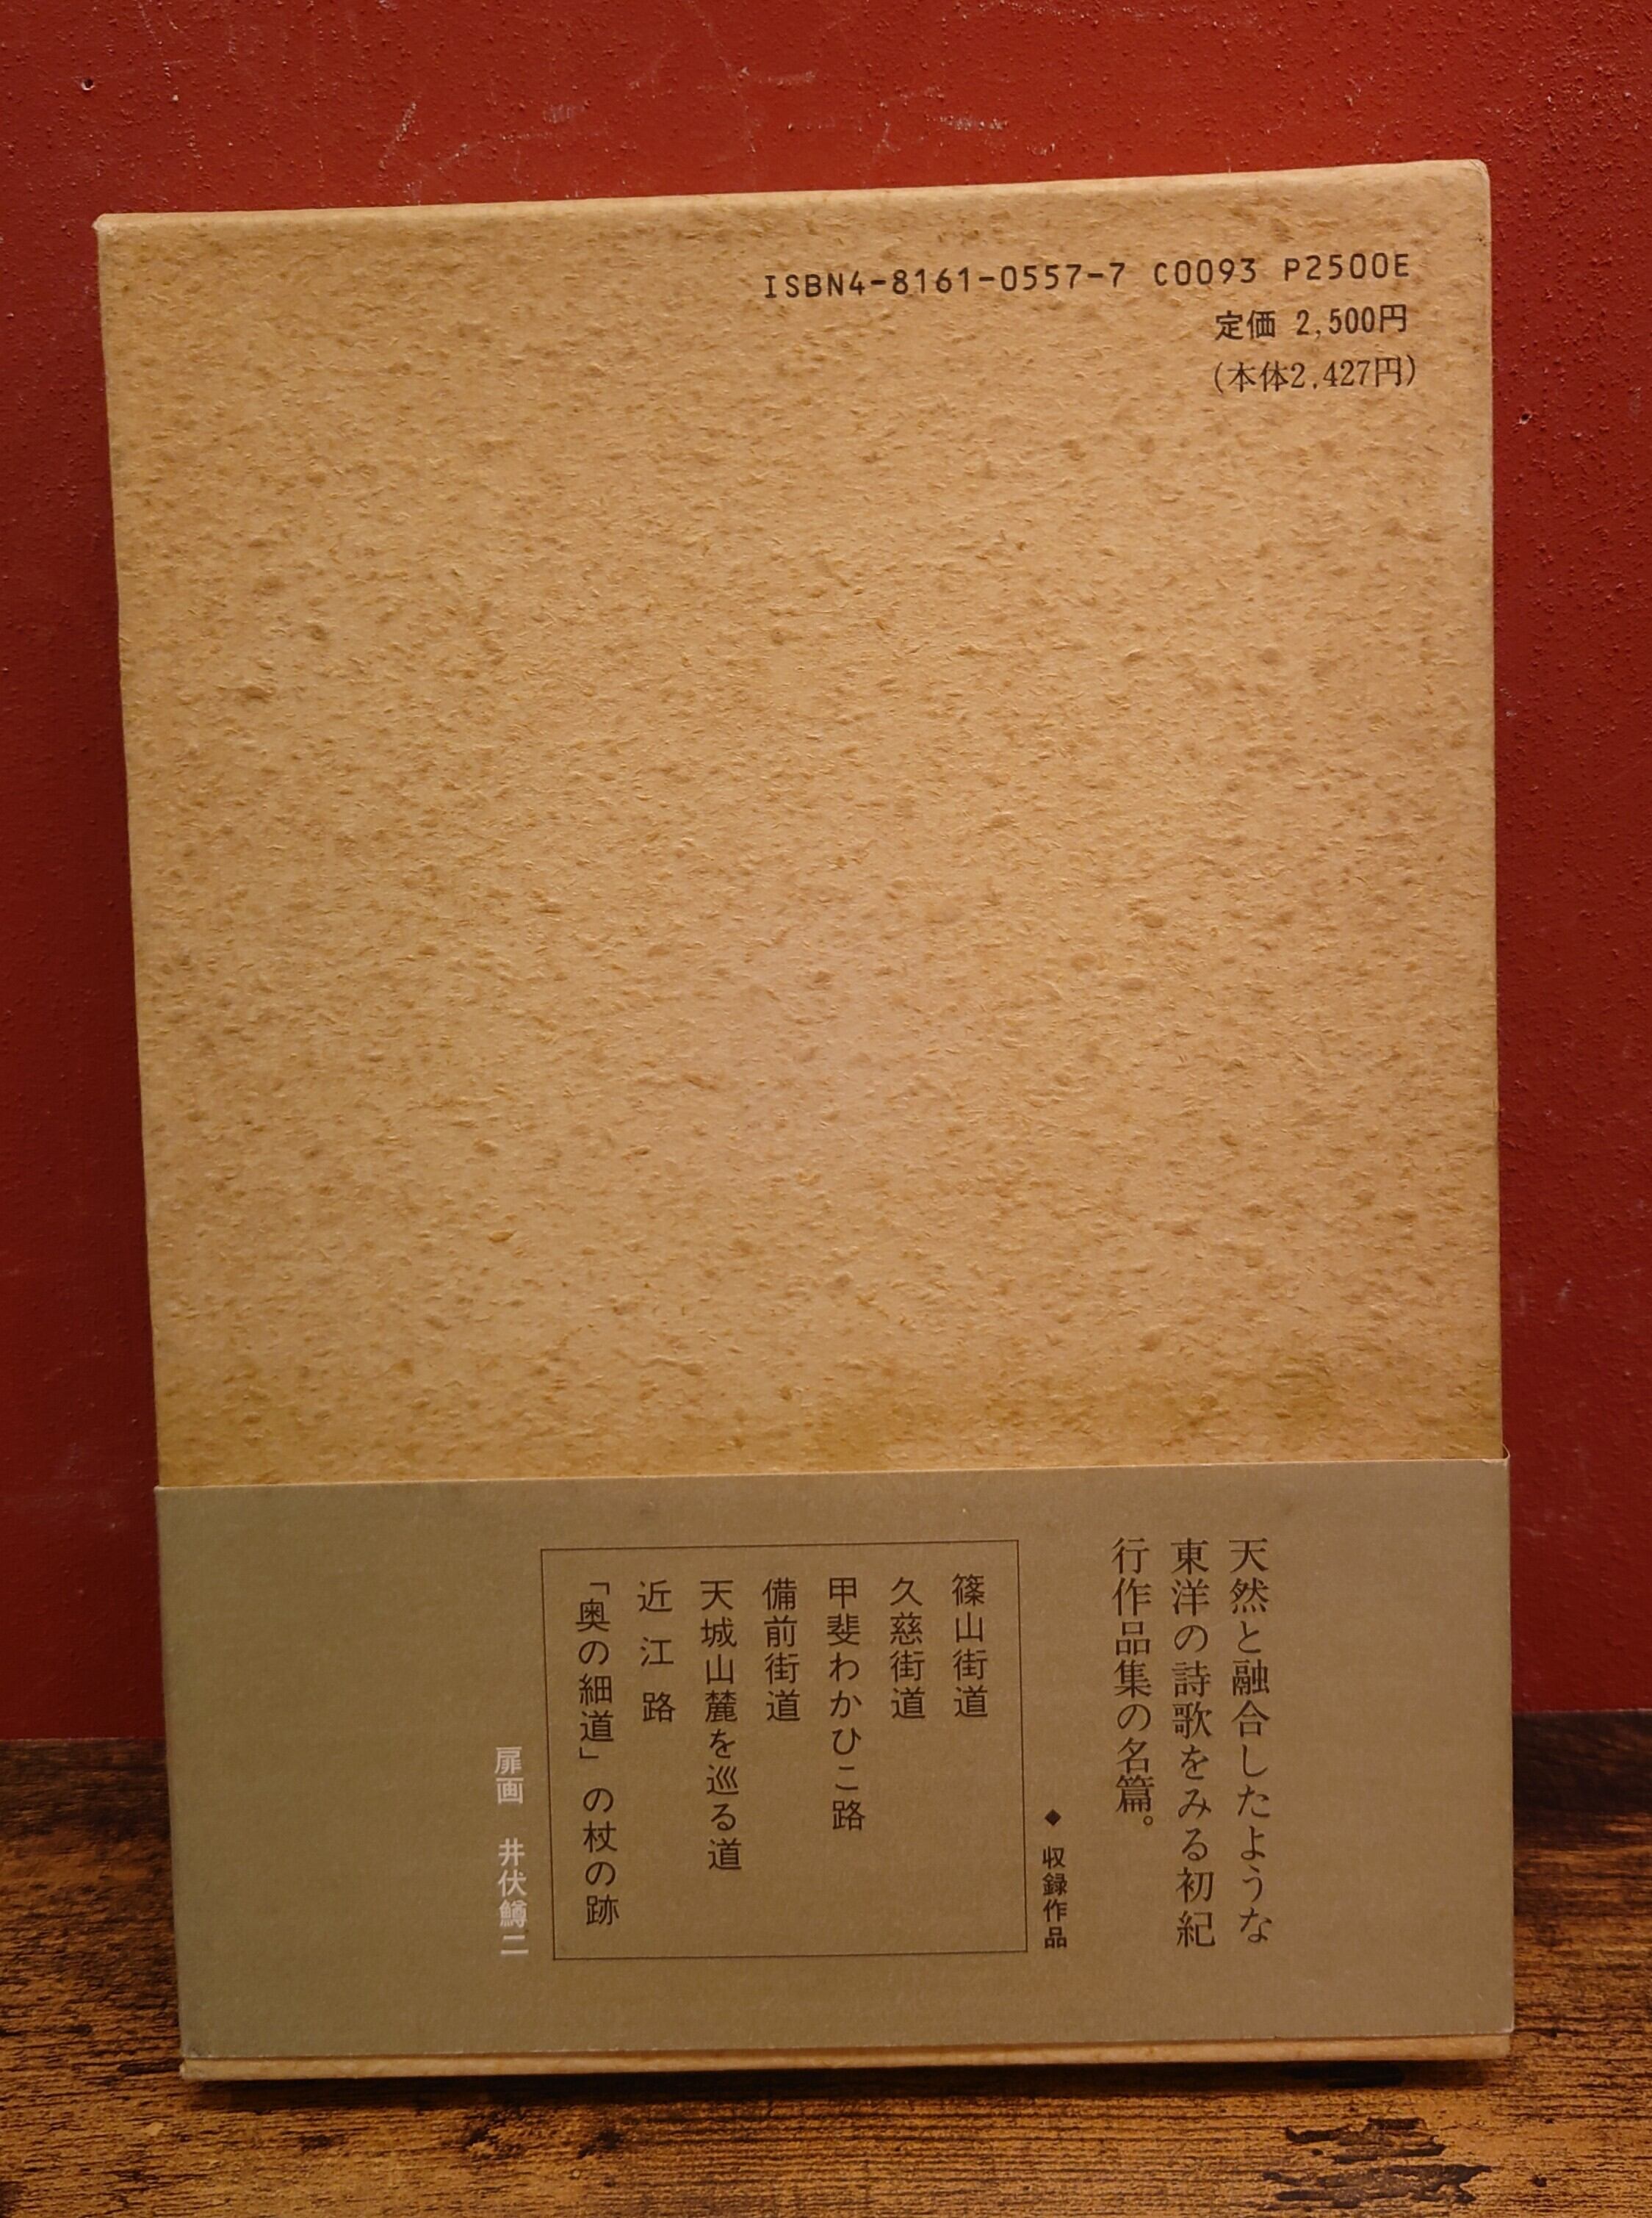 ISBN4-8161-0557-7 C0093 P2500E
定価 2,500円
(本体2,427円)
天然と融合したような
東洋の詩歌をみる初紀
行作品集の名篇。
◆ 収録作品
篠山街道
久慈街道
甲斐わかひこ路
備前街道
天城山麓を巡る道
近江路
「奥の細道」の杖の跡
扉画 井伏鱒二